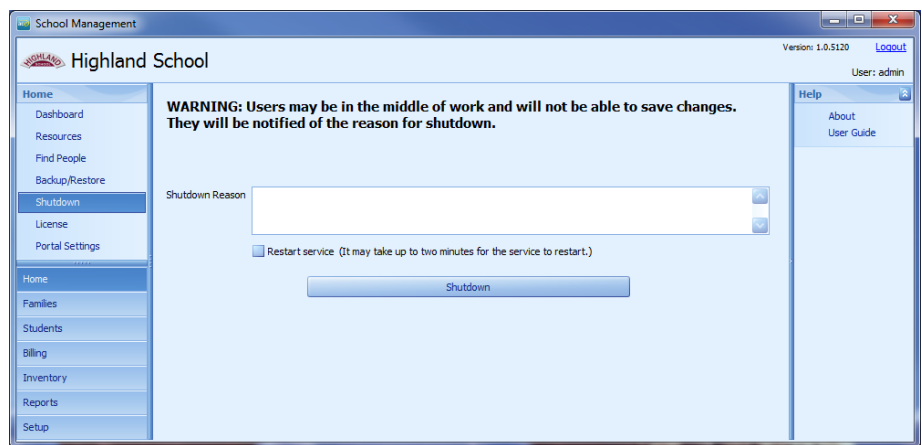 School Management
HIGHLAND
Highland School
Version: 1.0.5120
Logout
User: admin
Home
Dashboard
Resources
Find People
Backup/Restore
Shutdown
License
Portal Settings
Home
Families
Students
Billing
Inventory
Reports
Setup
WARNING: Users may be in the middle of work and will not be able to save changes.
They will be notified of the reason for shutdown.
Shutdown Reason
Restart service (It may take up to two minutes for the service to restart.)
Shutdown
Help
About
User Guide